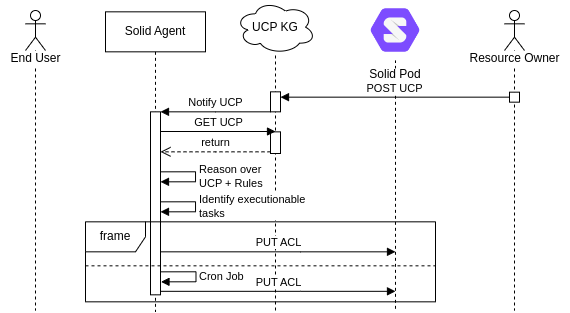 End User
Solid Agent
UCP KG
Solid Pod
Resource Owner
POST UCP
Notify UCP
GET UCP
return
Reason over
UCP + Rules
Identify executionable
tasks
frame
PUT ACL
Cron Job
PUT ACL